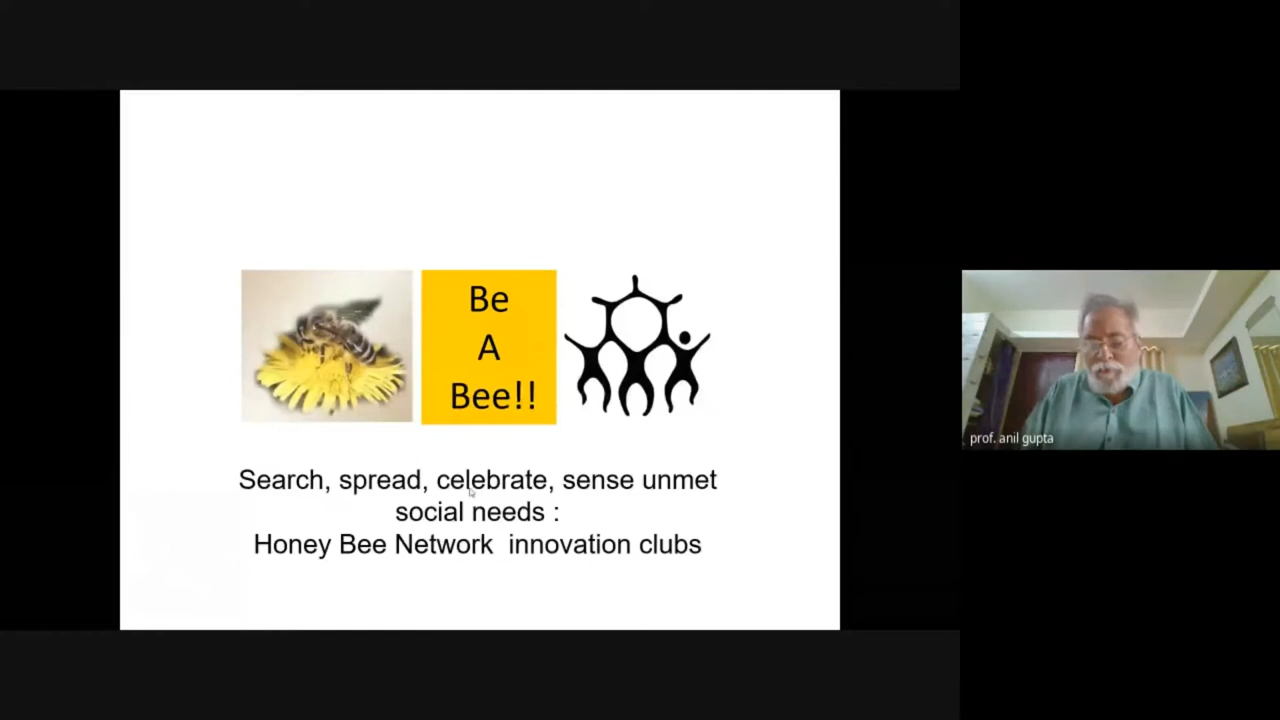 Be
A
Bee!!
Search, spread, celebrate, sense unmet
social needs :
Honey Bee Network innovation clubs
prof. anil gupta